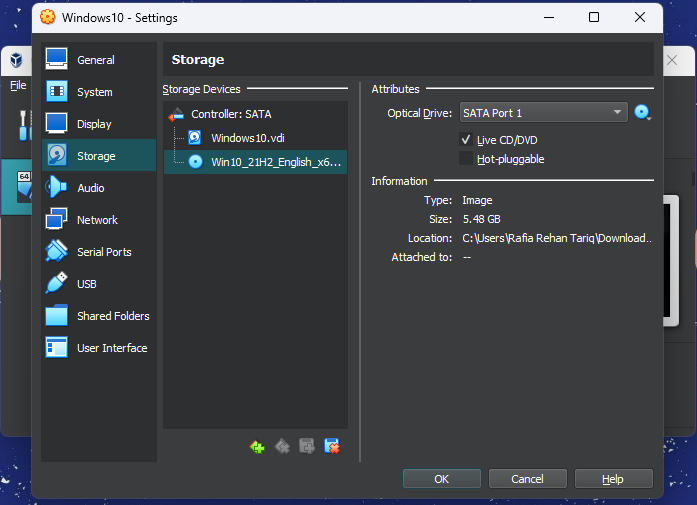 Windows10 - Settings
File
General
System
Display
Storage
Audio
Network
Serial Ports
USB
Shared Folders
User Interface
Storage
Storage Devices
Controller: SATA
Windows10.vdi
Win10_21H2_English_x6...
Attributes
Optical Drive: SATA Port 1
Live CD/DVD
Hot-pluggable
Information
Type: Image
Size: 5.48 GB
Location: C:\Users\Rafia Rehan Tariq\Download...
Attached to: --
64
OK Cancel Help